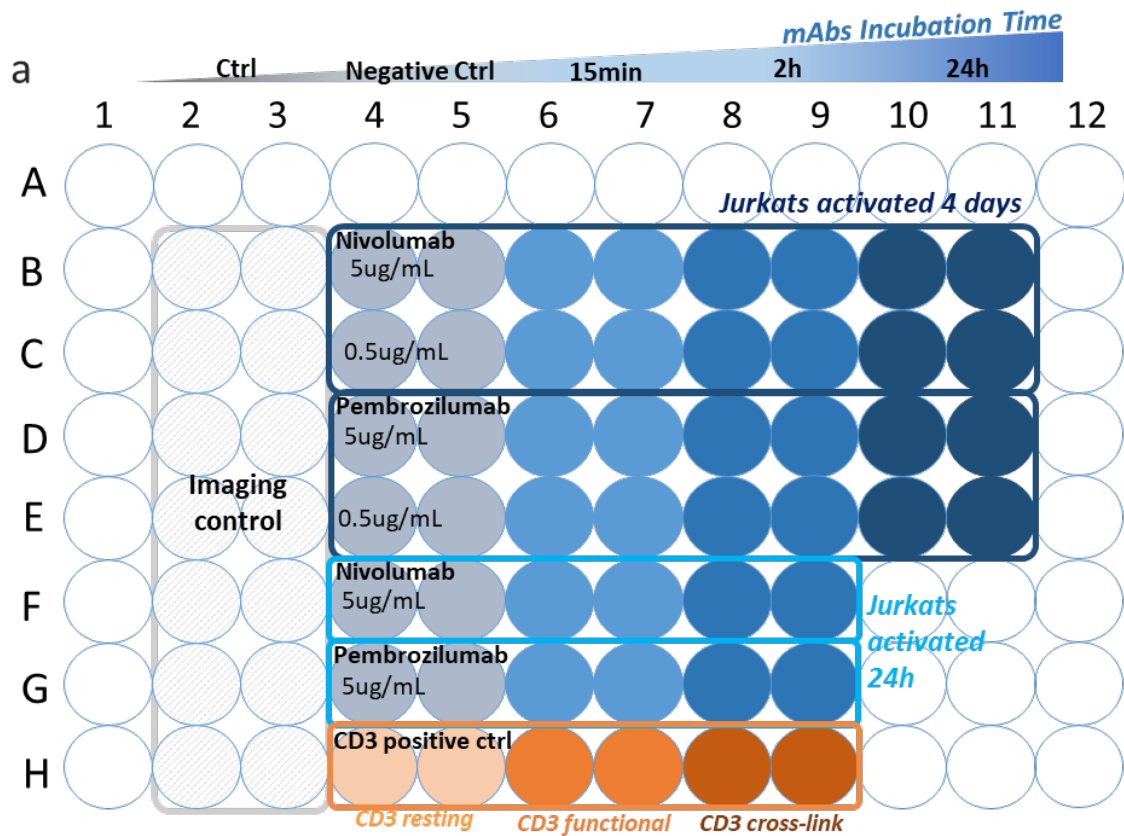 mAbs Incubation Time
a
Ctrl Negative Ctrl 15min 2h 24h
1 2 3 4 5 6 7 8 9 10 11 12
A
Jurkats activated 4 days
Nivolumab
B 5ug/mL
C 0.5ug/mL
Pembrozilumab
D 5ug/mL
Imaging
control
E 0.5ug/mL
Nivolumab
F 5ug/mL
Jurkats
activated
24h
Pembrozilumab
G 5ug/mL
CD3 positive ctrl
H
CD3 resting CD3 functional CD3 cross-link